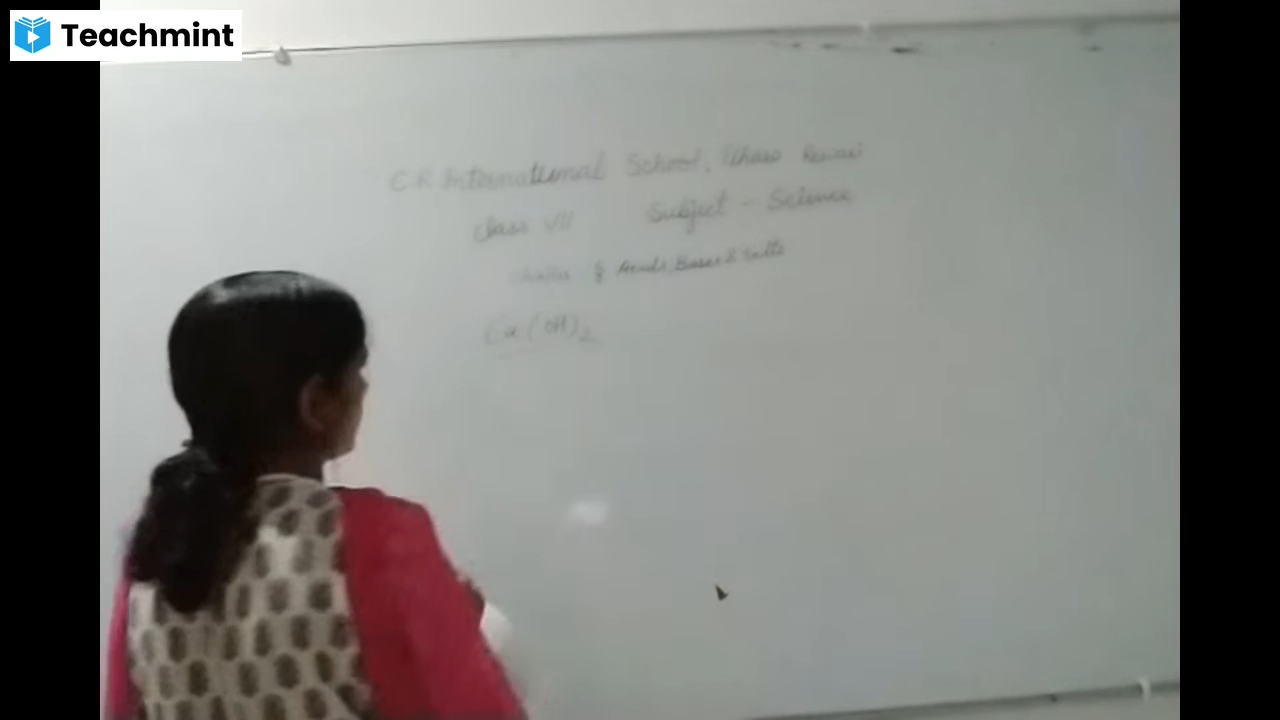 Teachmint
C.R. International School,
Class VII Subject - Science
Acids, Bases & Salts
Ca(OH)2